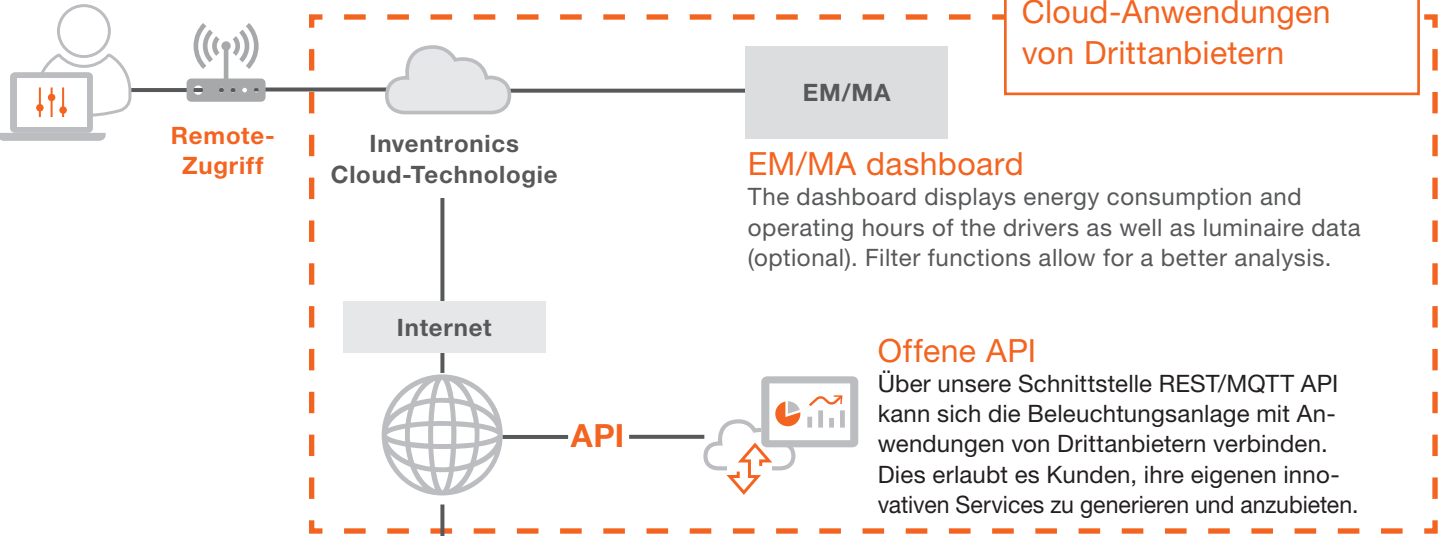 Cloud-Anwendungen
von Drittanbietern
Remote-
Zugriff
Inventronics
Cloud-Technologie
EM/MA
EM/MA dashboard
The dashboard displays energy consumption and
operating hours of the drivers as well as luminaire data
(optional). Filter functions allow for a better analysis.
Internet
API
Offene API
Über unsere Schnittstelle REST/MQTT API
kann sich die Beleuchtungsanlage mit An-
wendungen von Drittanbietern verbinden.
Dies erlaubt es Kunden, ihre eigenen inno-
vativen Services zu generieren und anzubieten.